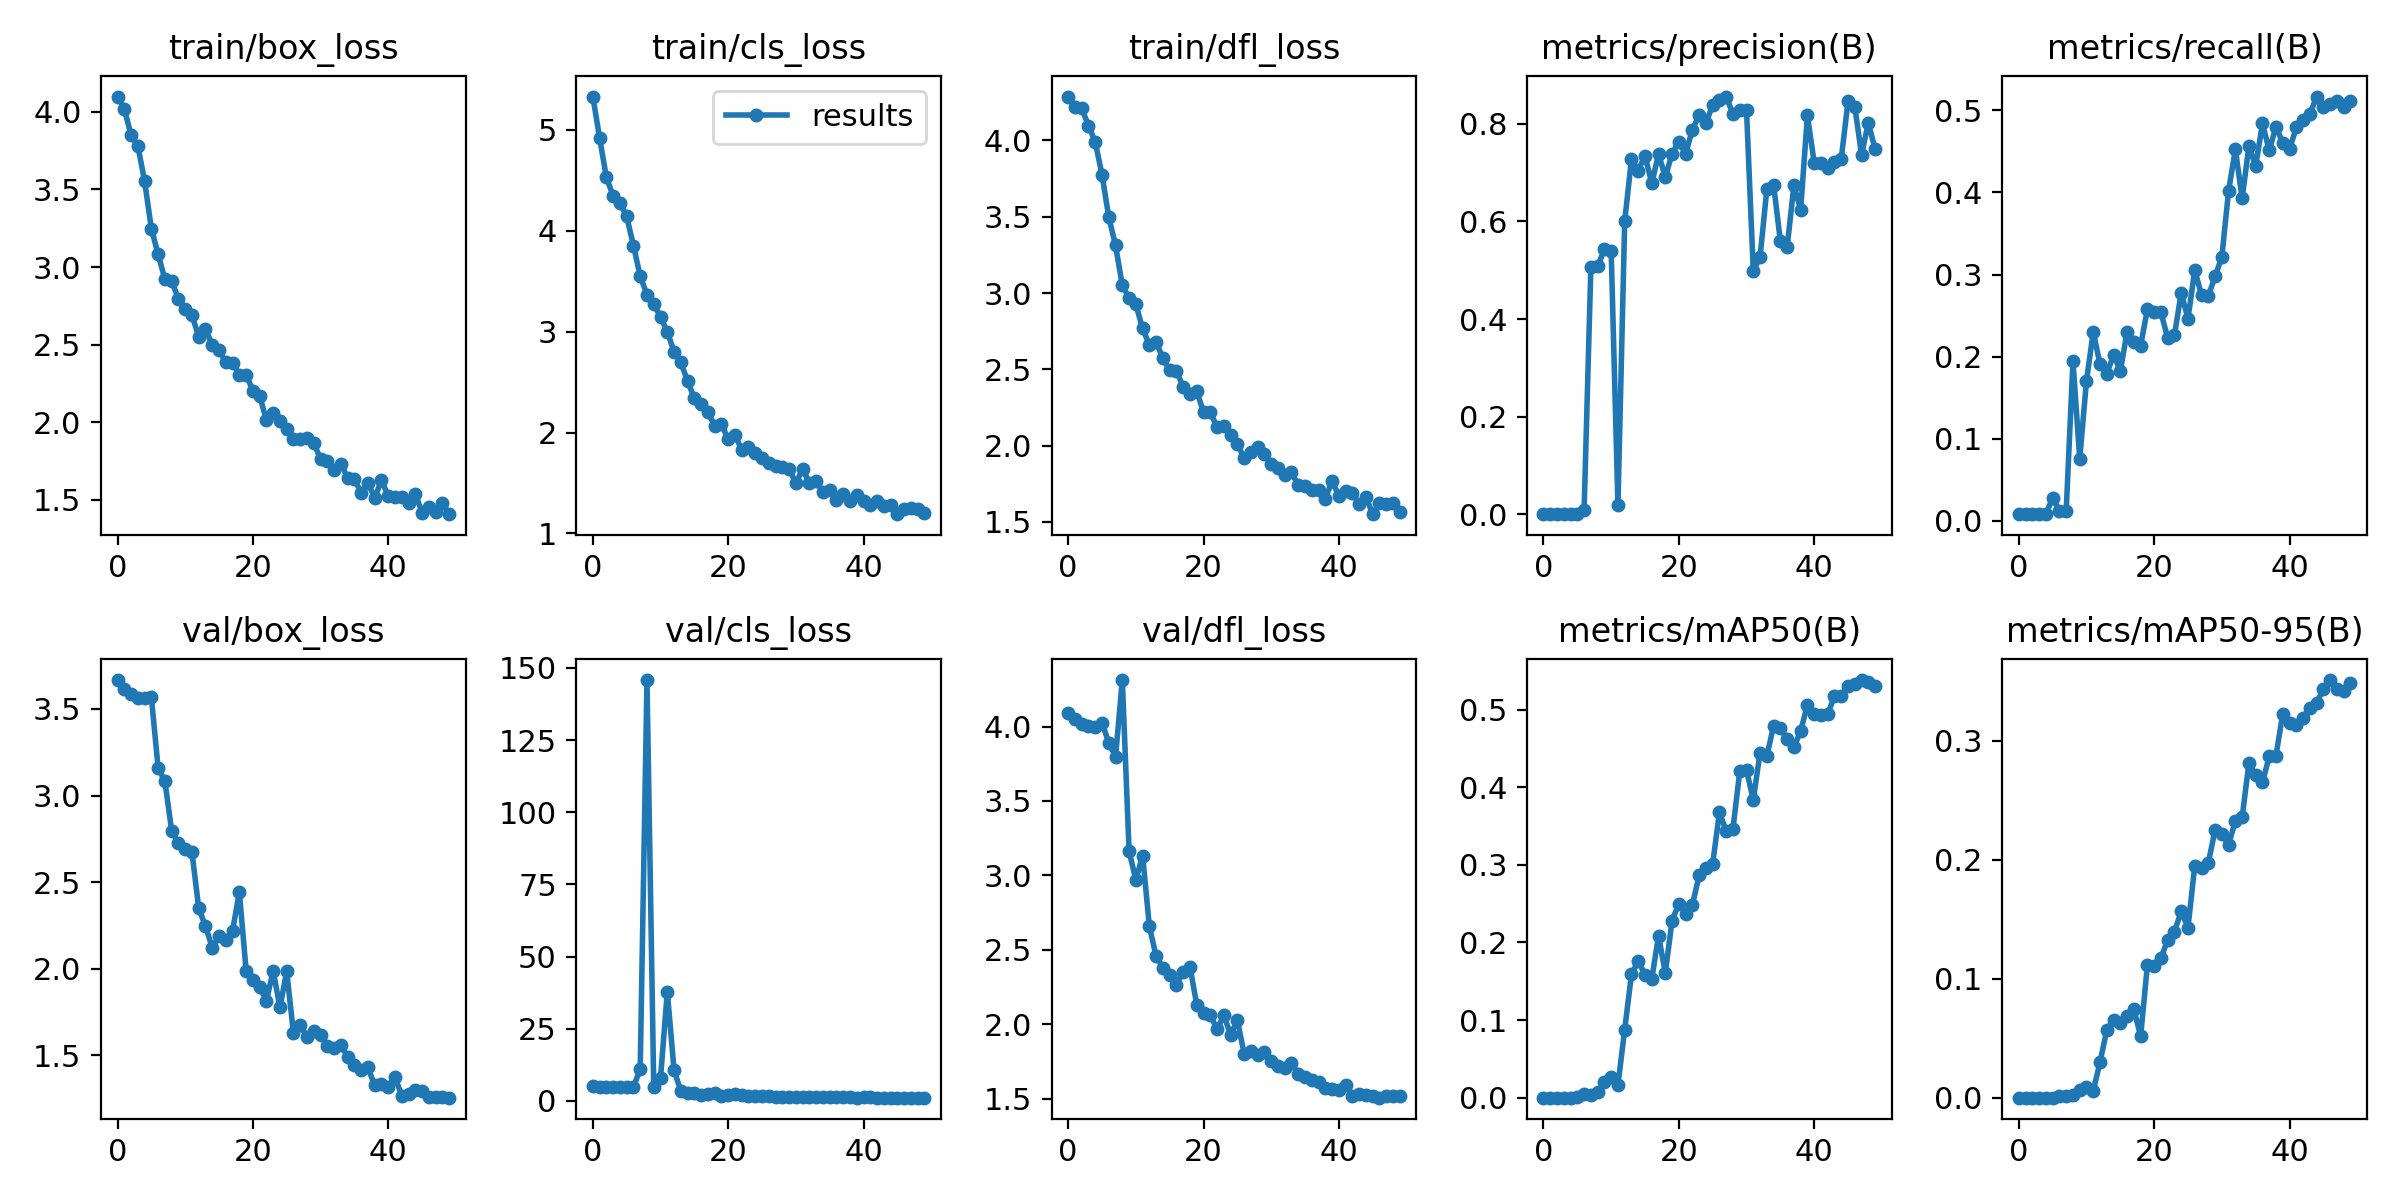 train/box_loss
4.0
3.5
3.0
2.5
2.0
1.5
0 20 40
train/cls_loss
results
5
4
3
2
1
0 20 40
train/dfl_loss
4.0
3.5
3.0
2.5
2.0
1.5
0 20 40
metrics/precision(B)
0.8
0.6
0.4
0.2
0.0
0 20 40
metrics/recall(B)
0.5
0.4
0.3
0.2
0.1
0.0
0 20 40
val/box_loss
3.5
3.0
2.5
2.0
1.5
0 20 40
val/cls_loss
150
125
100
75
50
25
0
0 20 40
val/dfl_loss
4.0
3.5
3.0
2.5
2.0
1.5
0 20 40
metrics/mAP50(B)
0.5
0.4
0.3
0.2
0.1
0.0
0 20 40
metrics/mAP50-95(B)
0.3
0.2
0.1
0.0
0 20 40